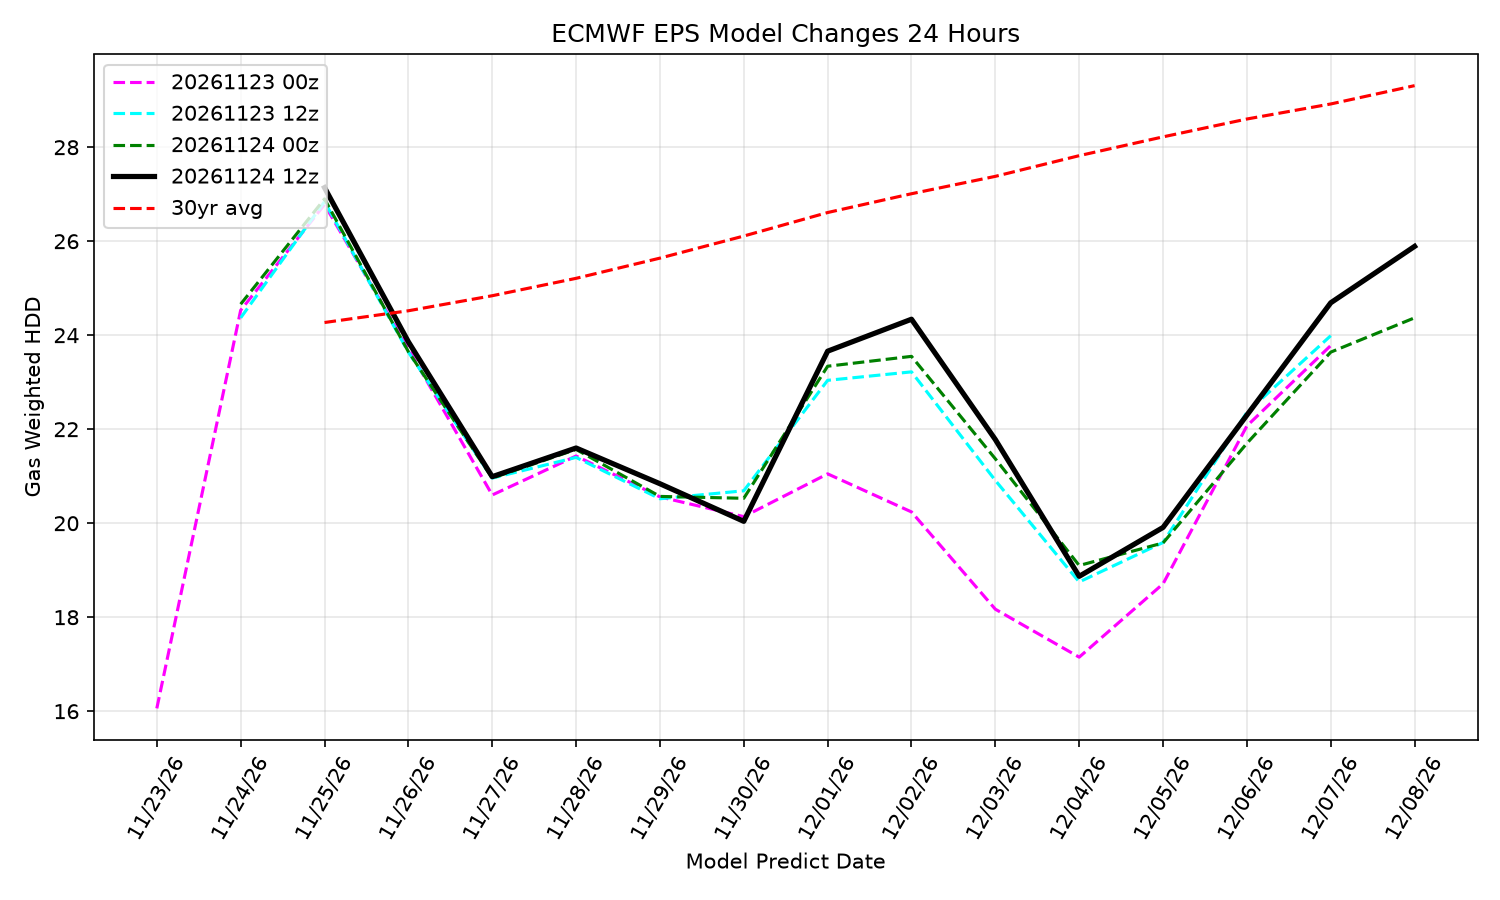 ECMWF EPS Model Changes 24 Hours
20261123 00z
20261123 12z
20261124 00z
20261124 12z
30yr avg
Gas Weighted HDD
28
26
24
22
20
18
16
11/23/26
11/24/26
11/25/26
11/26/26
11/27/26
11/28/26
11/29/26
11/30/26
12/01/26
12/02/26
12/03/26
12/04/26
12/05/26
12/06/26
12/07/26
12/08/26
Model Predict Date